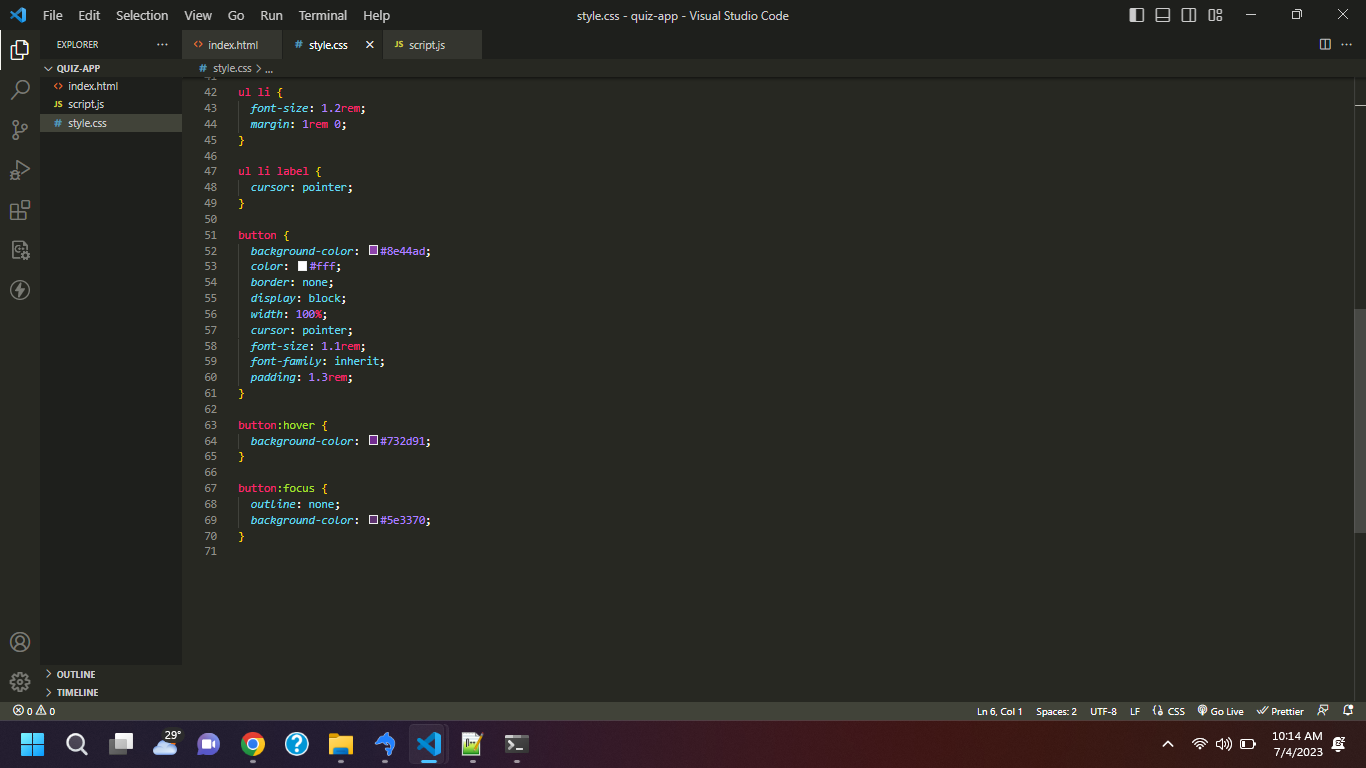 File Edit Selection View Go Run Terminal Help
style.css - quiz-app - Visual Studio Code
EXPLORER
index.html
style.css
JS script.js
QUIZ-APP
index.html
JS script.js
# style.css
OUTLINE
TIMELINE
# style.css > ...
41
42 ul li {
43 font-size: 1.2rem;
44 margin: 1rem 0;
45 }
46
47 ul li label {
48 cursor: pointer;
49 }
50
51 button {
52 background-color: #8e44ad;
53 color: #fff;
54 border: none;
55 display: block;
56 width: 100%;
57 cursor: pointer;
58 font-size: 1.1rem;
59 font-family: inherit;
60 padding: 1.3rem;
61 }
62
63 button:hover {
64 background-color: #732d91;
65 }
66
67 button:focus {
68 outline: none;
69 background-color: #5e3370;
70 }
71
0 0
Ln 6, Col 1 Spaces: 2 UTF-8 LF {} CSS Go Live Prettier
29°
10:14 AM
7/4/2023